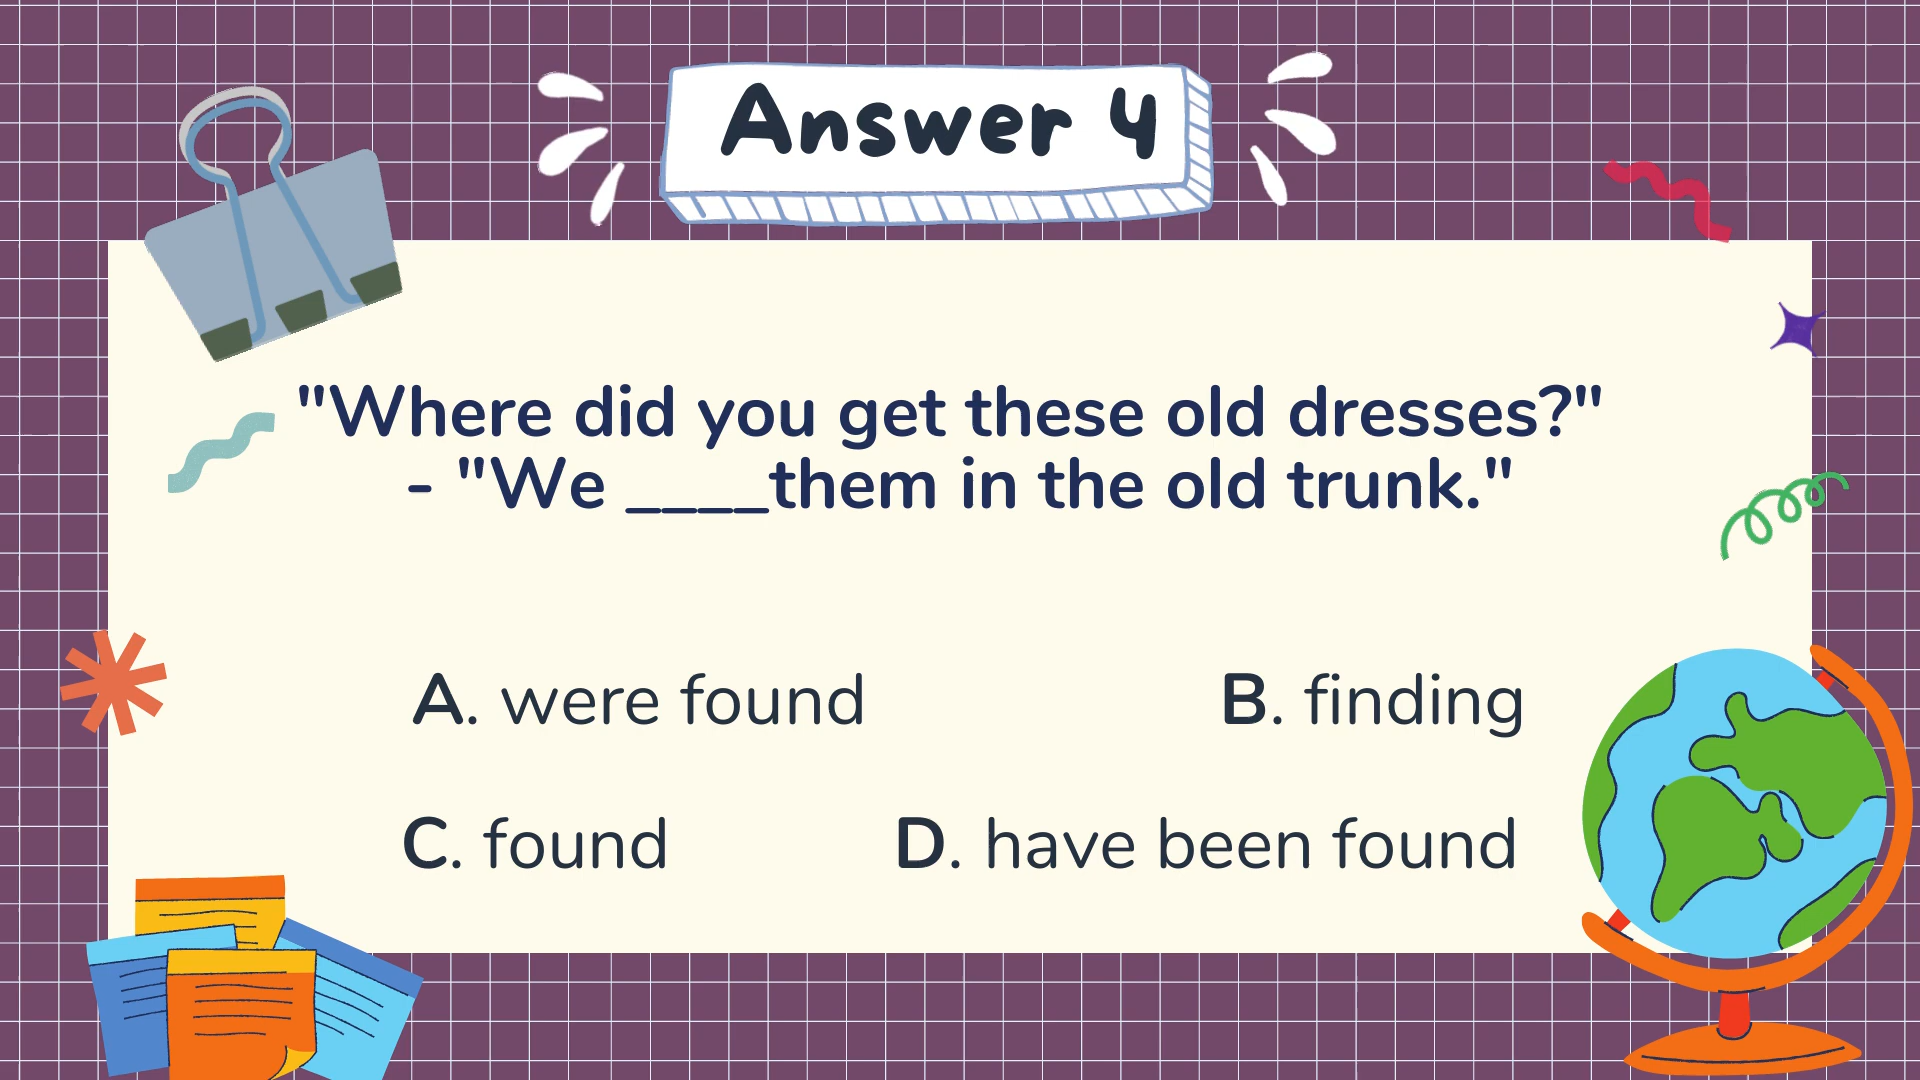 Answer 4
"Where did you get these old dresses?"
- "We ____them in the old trunk."
A. were found
B. finding
C. found
D. have been found